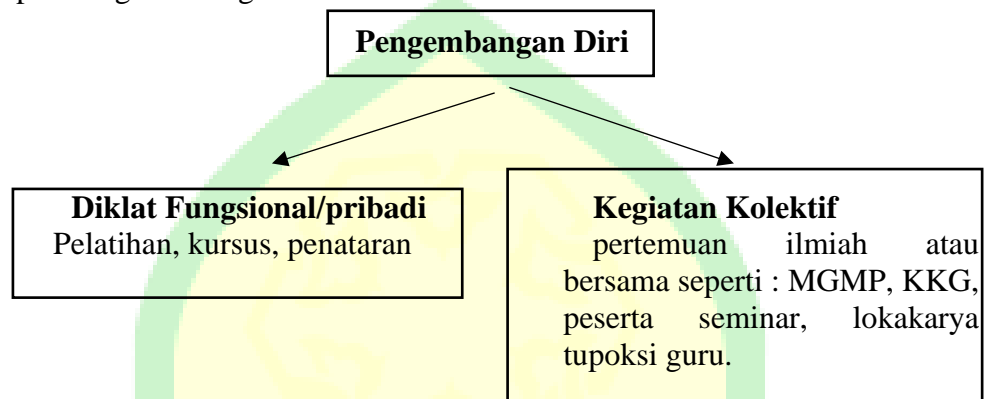 Pengembangan Diri
Diklat Fungsional/pribadi
Pelatihan, kursus, penataran
Kegiatan Kolektif
pertemuan ilmiah atau
bersama seperti : MGMP, KKG,
peserta seminar, lokakarya
tupoksi guru.